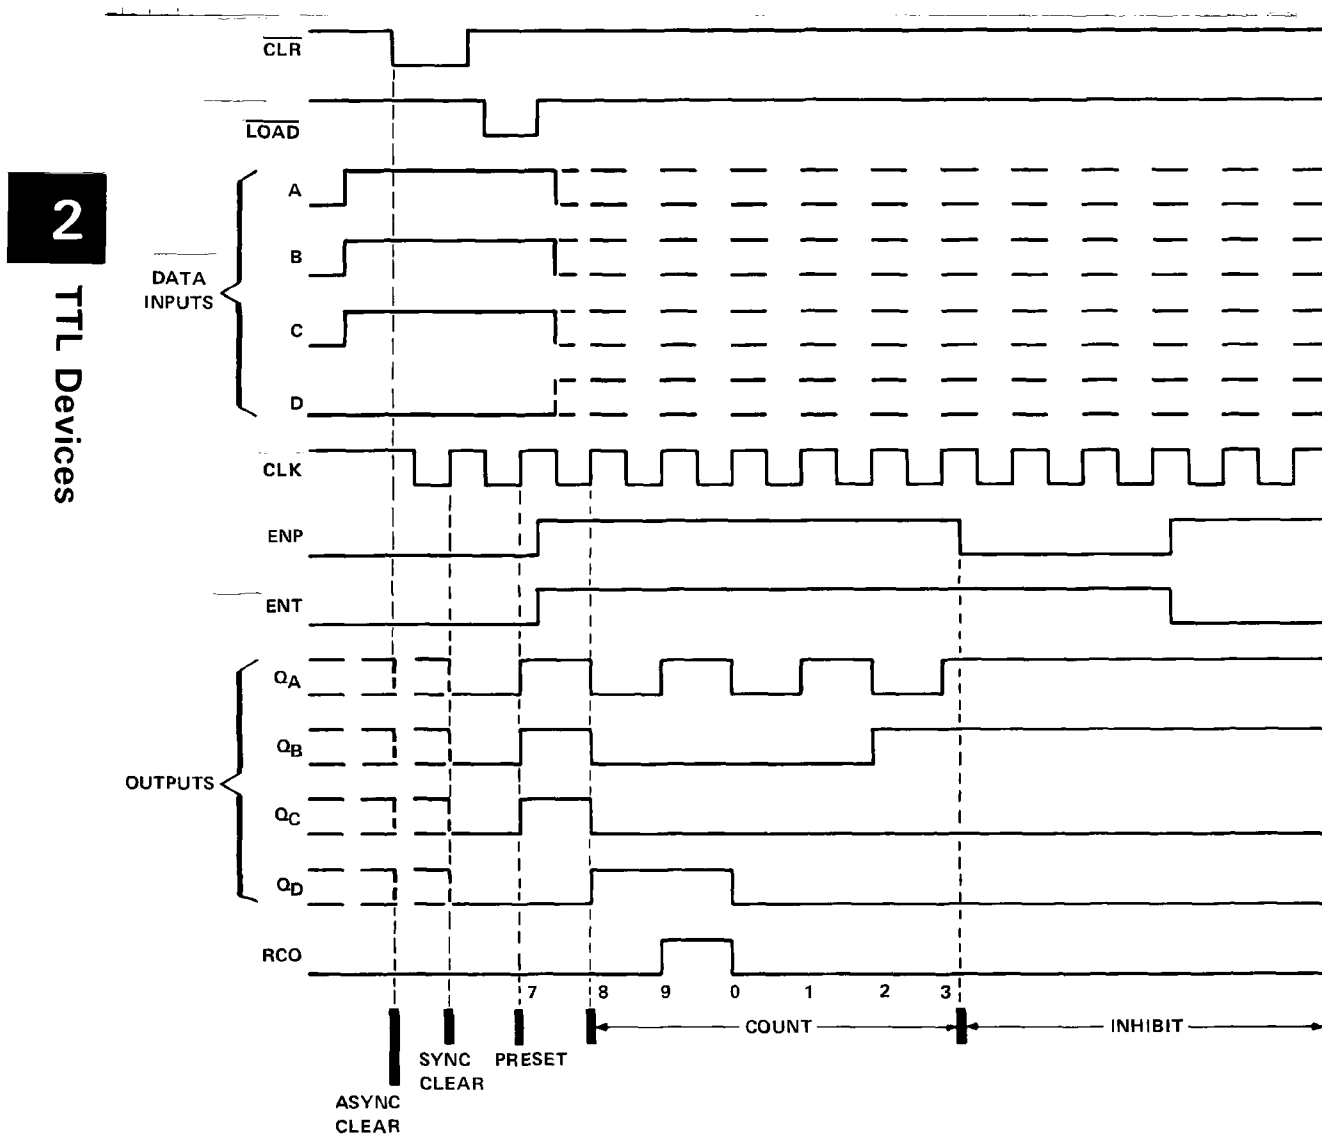 CLR
LOAD
A
B
DATA
INPUTS
C
D
CLK
ENP
ENT
QA
QB
OUTPUTS
QC
QD
RCO
7 8 9 0 1 2 3
COUNT INHIBIT
SYNC
CLEAR
PRESET
ASYNC
CLEAR
2
TTL Devices